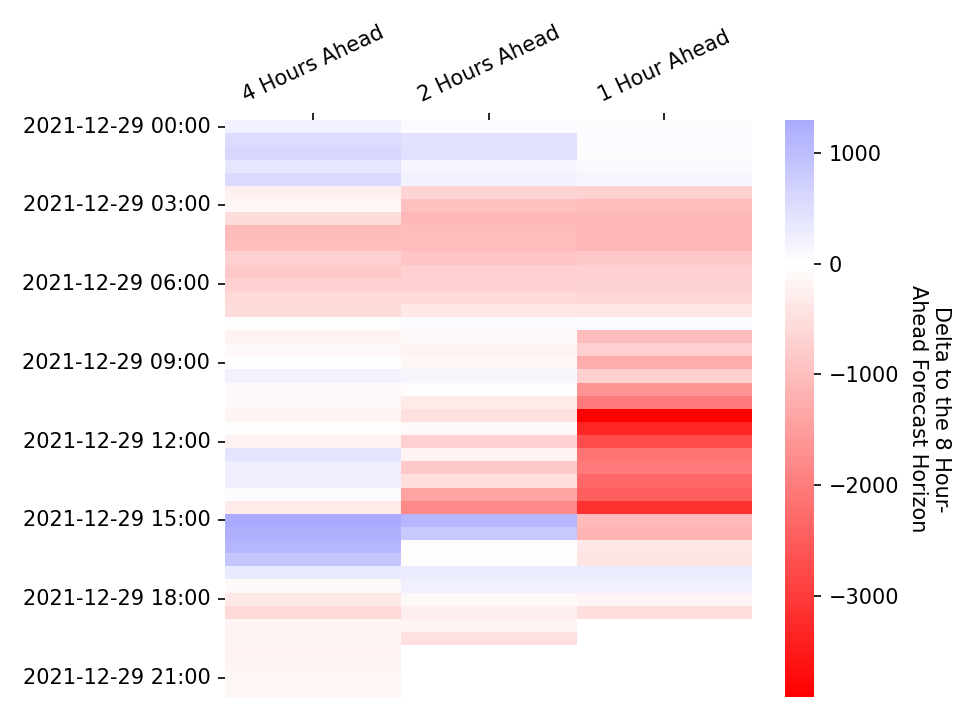 4 Hours Ahead
2 Hours Ahead
1 Hour Ahead
2021-12-29 00:00
2021-12-29 03:00
2021-12-29 06:00
2021-12-29 09:00
2021-12-29 12:00
2021-12-29 15:00
2021-12-29 18:00
2021-12-29 21:00
1000
0
−1000
−2000
−3000
Delta to the 8 Hour-
Ahead Forecast Horizon